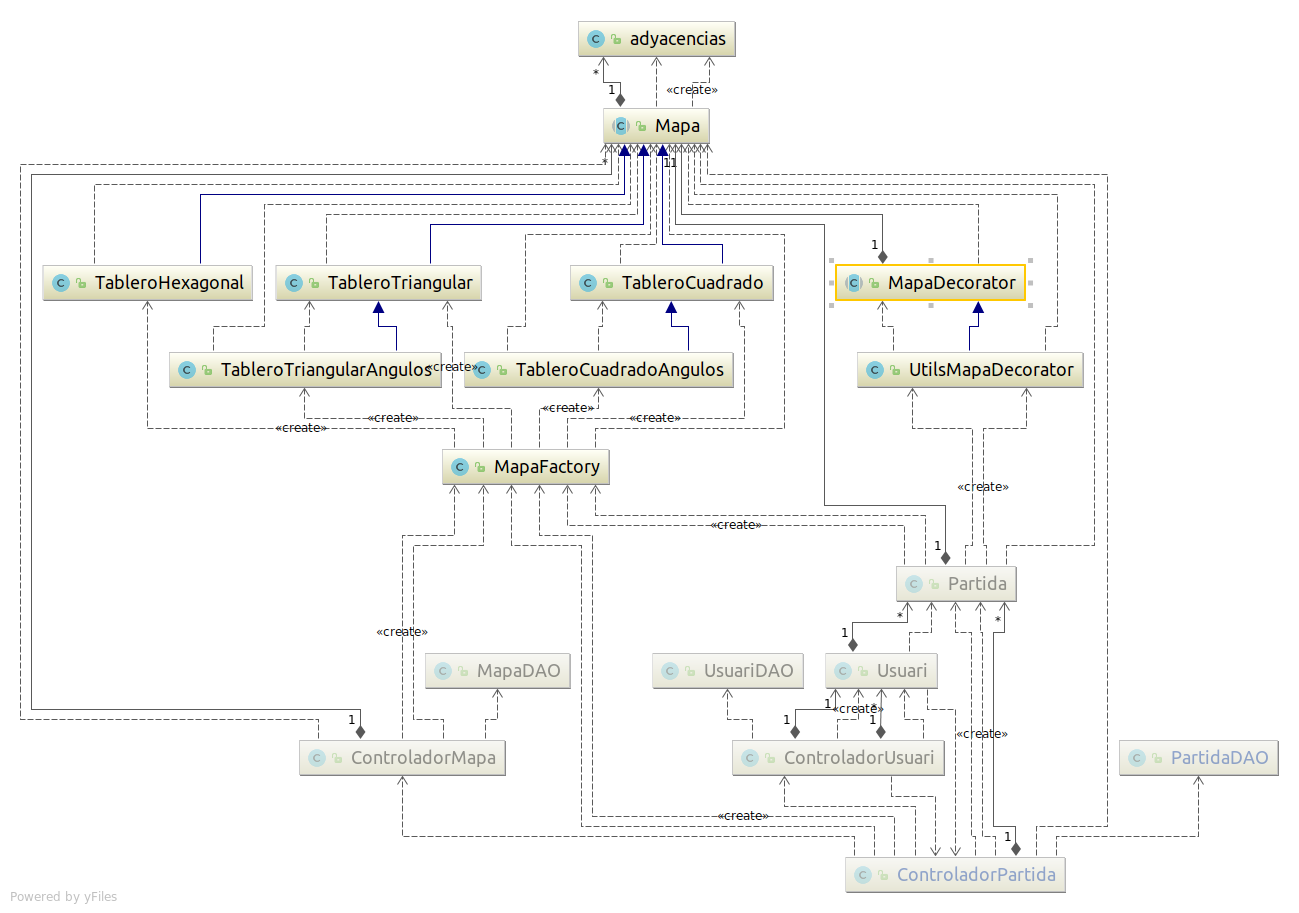 adyacencias
*
1
«create»
Mapa
*
11
1
TableroHexagonal
TableroTriangular
TableroCuadrado
MapaDecorator
TableroTriangularAngulos
«create»
TableroCuadradoAngulos
UtilsMapaDecorator
«create»
«create»
«create»
«create»
MapaFactory
«create»
«create»
1
Partida
*
*
«create»
1
MapaDAO
UsuariDAO
Usuari
1
«create»
*
1
1
1
«create»
ControladorMapa
ControladorUsuari
PartidaDAO
«create»
1
ControladorPartida
Powered by yFiles